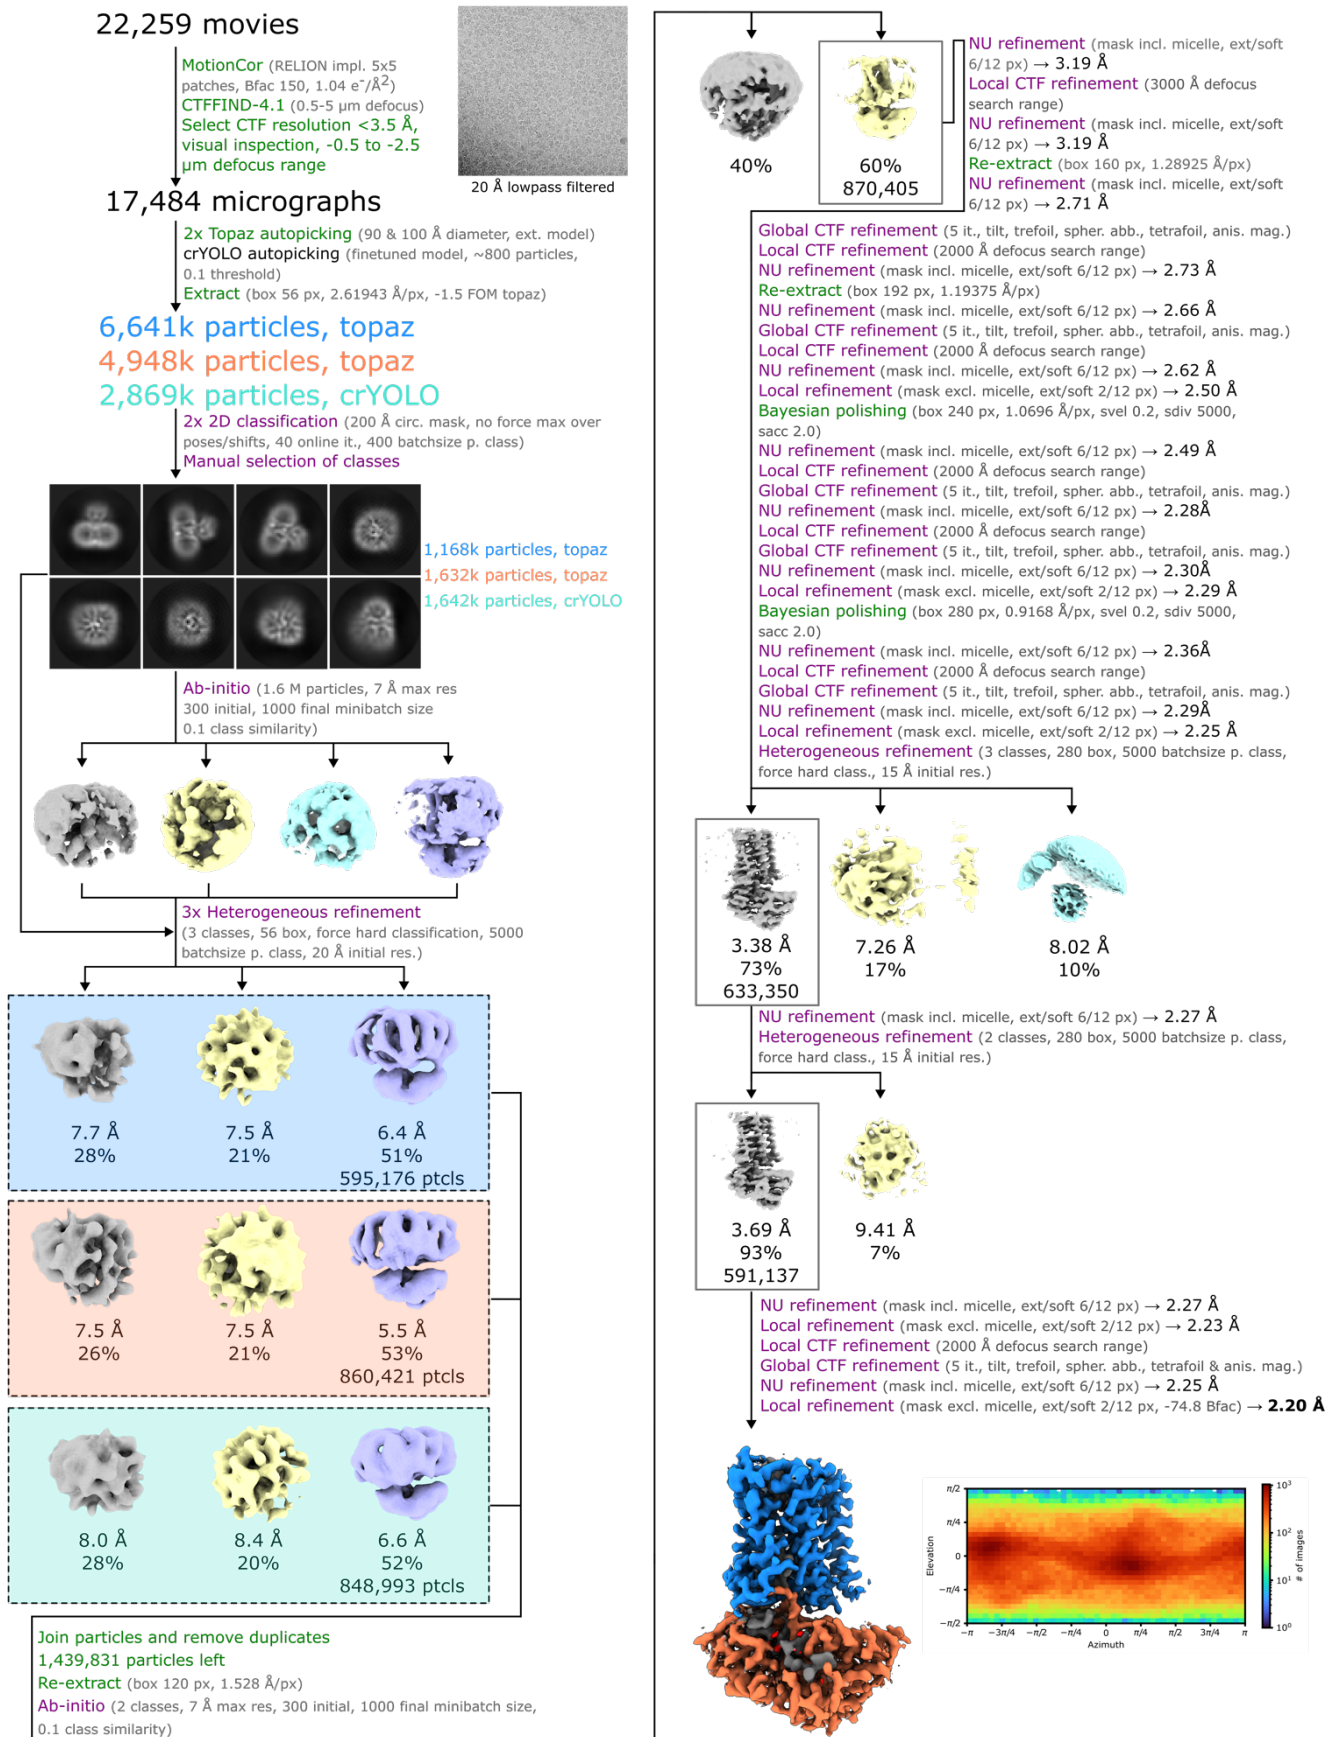 22,259 movies
MotionCor (RELION impl. 5x5
patches, Bfac 150, 1.04 e⁻/Å²)
CTFFIND-4.1 (0.5-5 µm defocus)
Select CTF resolution <3.5 Å,
visual inspection, -0.5 to -2.5
µm defocus range
20 Å lowpass filtered
17,484 micrographs
2x Topaz autopicking (90 & 100 Å diameter, ext. model)
crYOLO autopicking (finetuned model, ~800 particles,
0.1 threshold)
Extract (box 56 px, 2.61943 Å/px, -1.5 FOM topaz)
6,641k particles, topaz
4,948k particles, topaz
2,869k particles, crYOLO
2x 2D classification (200 Å circ. mask, no force max over
poses/shifts, 40 online it., 400 batchsize p. class)
Manual selection of classes
1,168k particles, topaz
1,632k particles, topaz
1,642k particles, crYOLO
Ab-initio (1.6 M particles, 7 Å max res
300 initial, 1000 final minibatch size
0.1 class similarity)
3x Heterogeneous refinement
(3 classes, 56 box, force hard classification, 5000
batchsize p. class, 20 Å initial res.)
7.7 Å 7.5 Å 6.4 Å
28% 21% 51%
595,176 ptcls
7.5 Å 7.5 Å 5.5 Å
26% 21% 53%
860,421 ptcls
8.0 Å 8.4 Å 6.6 Å
28% 20% 52%
848,993 ptcls
Join particles and remove duplicates
1,439,831 particles left
Re-extract (box 120 px, 1.528 Å/px)
Ab-initio (2 classes, 7 Å max res, 300 initial, 1000 final minibatch size,
0.1 class similarity)
40% 60%
870,405
NU refinement (mask incl. micelle, ext/soft
6/12 px) → 3.19 Å
Local CTF refinement (3000 Å defocus
search range)
NU refinement (mask incl. micelle, ext/soft
6/12 px) → 3.19 Å
Re-extract (box 160 px, 1.28925 Å/px)
NU refinement (mask incl. micelle, ext/soft
6/12 px) → 2.71 Å
Global CTF refinement (5 it., tilt, trefoil, spher. abb., tetrafoil, anis. mag.)
Local CTF refinement (2000 Å defocus search range)
NU refinement (mask incl. micelle, ext/soft 6/12 px) → 2.73 Å
Re-extract (box 192 px, 1.19375 Å/px)
NU refinement (mask incl. micelle, ext/soft 6/12 px) → 2.66 Å
Global CTF refinement (5 it., tilt, trefoil, spher. abb., tetrafoil, anis. mag.)
Local CTF refinement (2000 Å defocus search range)
NU refinement (mask incl. micelle, ext/soft 6/12 px) → 2.62 Å
Local refinement (mask excl. micelle, ext/soft 2/12 px) → 2.50 Å
Bayesian polishing (box 240 px, 1.0696 Å/px, svel 0.2, sdiv 5000,
sacc 2.0)
NU refinement (mask incl. micelle, ext/soft 6/12 px) → 2.49 Å
Local CTF refinement (2000 Å defocus search range)
Global CTF refinement (5 it., tilt, trefoil, spher. abb., tetrafoil, anis. mag.)
NU refinement (mask incl. micelle, ext/soft 6/12 px) → 2.28Å
Local CTF refinement (2000 Å defocus search range)
Global CTF refinement (5 it., tilt, trefoil, spher. abb., tetrafoil, anis. mag.)
NU refinement (mask incl. micelle, ext/soft 6/12 px) → 2.30Å
Local refinement (mask excl. micelle, ext/soft 2/12 px) → 2.29 Å
Bayesian polishing (box 280 px, 0.9168 Å/px, svel 0.2, sdiv 5000,
sacc 2.0)
NU refinement (mask incl. micelle, ext/soft 6/12 px) → 2.36Å
Local CTF refinement (2000 Å defocus search range)
Global CTF refinement (5 it., tilt, trefoil, spher. abb., tetrafoil, anis. mag.)
NU refinement (mask incl. micelle, ext/soft 6/12 px) → 2.29Å
Local refinement (mask excl. micelle, ext/soft 2/12 px) → 2.25 Å
Heterogeneous refinement (3 classes, 280 box, 5000 batchsize p. class,
force hard class., 15 Å initial res.)
3.38 Å 7.26 Å 8.02 Å
73% 17% 10%
633,350
NU refinement (mask incl. micelle, ext/soft 6/12 px) → 2.27 Å
Heterogeneous refinement (2 classes, 280 box, 5000 batchsize p. class,
force hard class., 15 Å initial res.)
3.69 Å 9.41 Å
93% 7%
591,137
NU refinement (mask incl. micelle, ext/soft 6/12 px) → 2.27 Å
Local refinement (mask excl. micelle, ext/soft 2/12 px) → 2.23 Å
Local CTF refinement (2000 Å defocus search range)
Global CTF refinement (5 it., tilt, trefoil, spher. abb., tetrafoil & anis. mag.)
NU refinement (mask incl. micelle, ext/soft 6/12 px) → 2.25 Å
Local refinement (mask excl. micelle, ext/soft 2/12 px, -74.8 Bfac) → 2.20 Å
π/2
π/4
0
−π/4
−π/2
Elevation
−π −3π/4 −π/2 −π/4 0 π/4 π/2 3π/4 π
Azimuth
10³
10²
10¹
10⁰
# of images